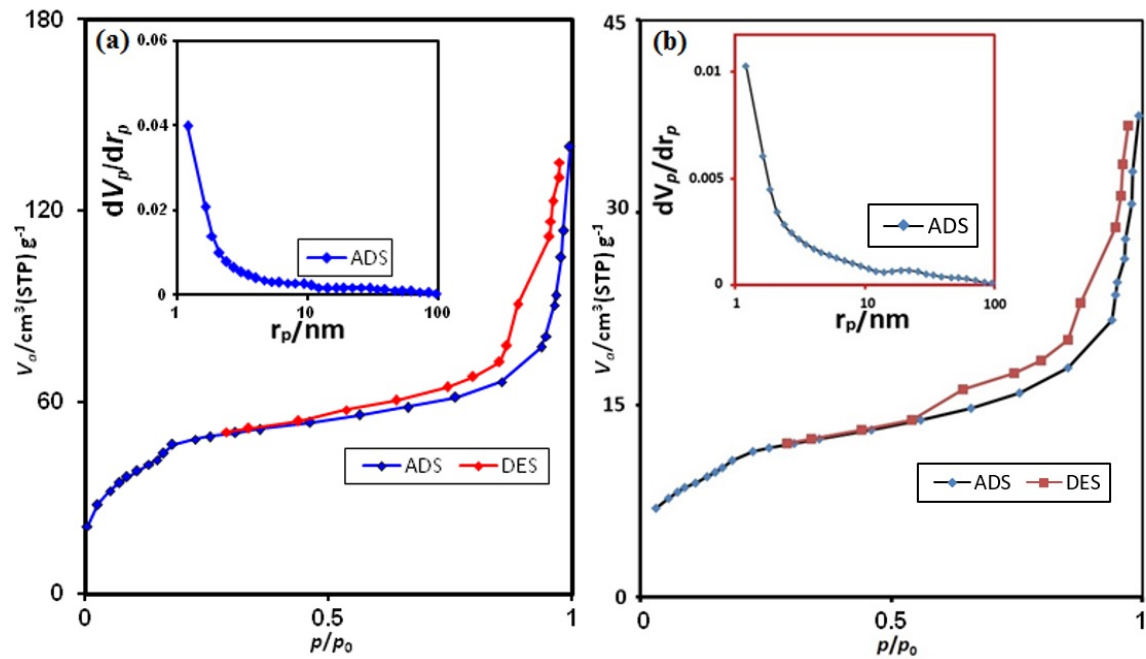 (a)
180
120
60
0
Vₐ/cm³(STP) g⁻¹
0
0.5
1
p/p₀
ADS
DES
0.06
0.04
0.02
0
dVₚ/drₚ
1
10
100
rₚ/nm
ADS
(b)
45
30
15
0
Vₐ/cm³(STP) g⁻¹
0
0.5
1
p/p₀
ADS
DES
0.01
0.005
0
dVₚ/drₚ
1
10
100
rₚ/nm
ADS